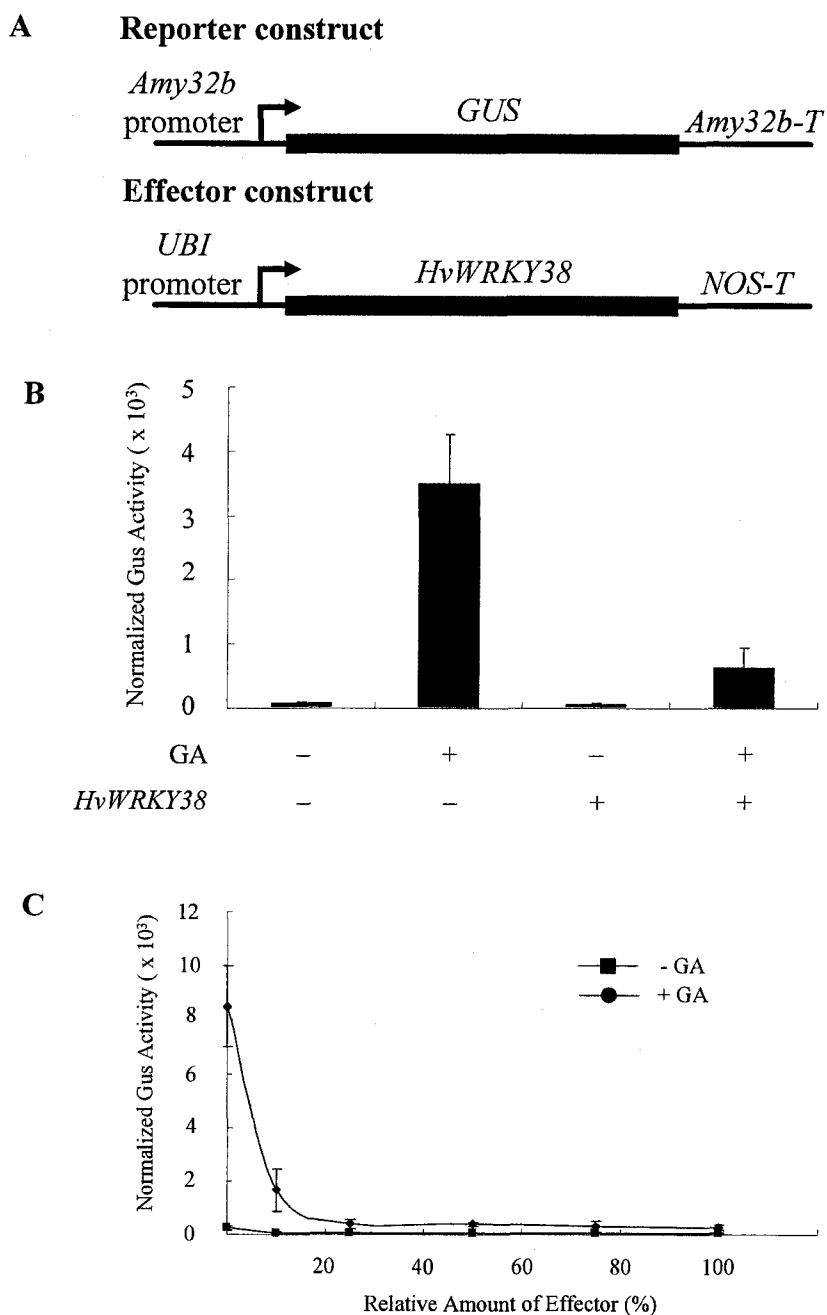 A Reporter construct
Amy32b
promoter GUS Amy32b-T
Effector construct
UBI
promoter HvWRKY38 NOS-T
B
Normalized Gus Activity ( x 10³)
5
4
3
2
1
0
GA – + – +
HvWRKY38 – – + +
C
Normalized Gus Activity ( x 10³)
12
10
8
6
4
2
0
- GA
+ GA
20 40 60 80 100
Relative Amount of Effector (%)